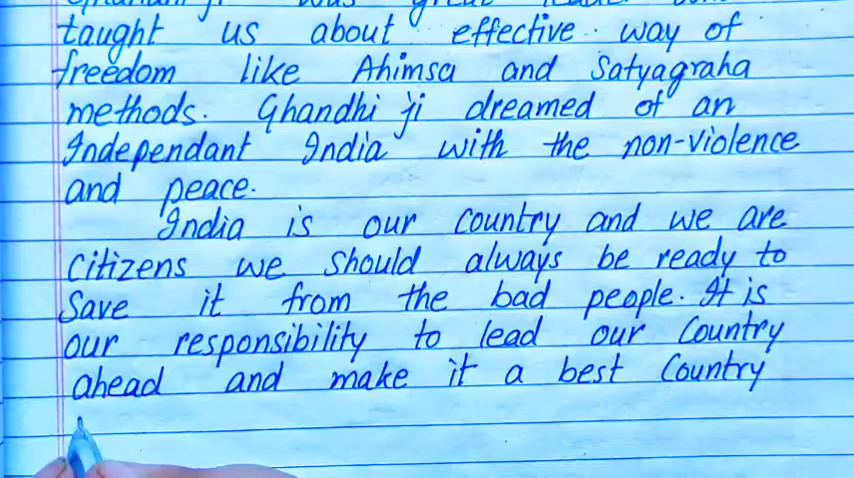 taught us about effective way of
freedom like Ahimsa and Satyagraha
methods. Ghandhi ji dreamed of an
Independant India with the non-violence
and peace.
India is our country and we are
citizens we should always be ready to
save it from the bad people. It is
our responsibility to lead our Country
ahead and make it a best Country